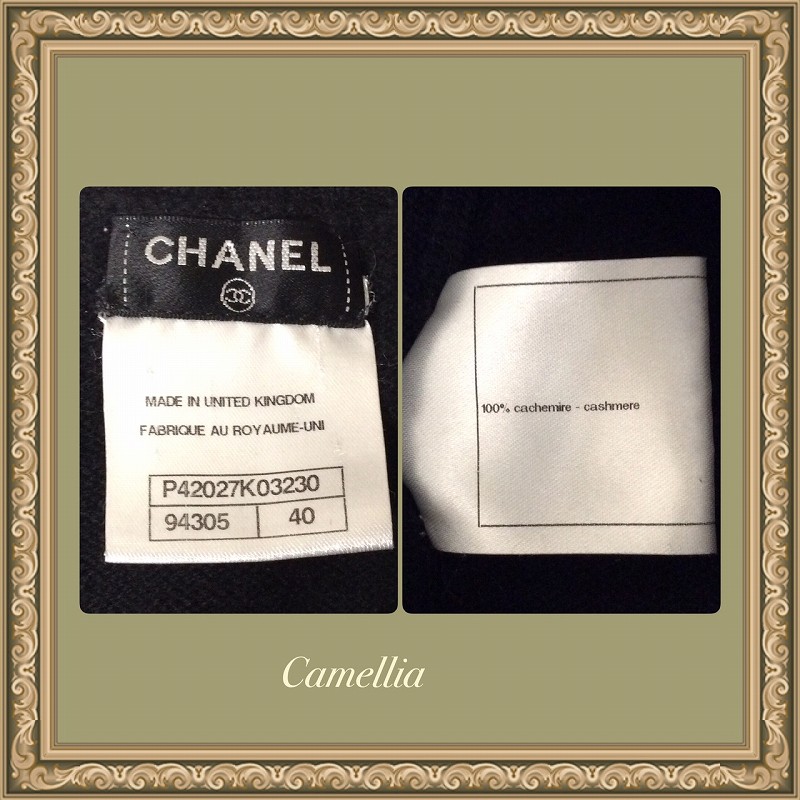 CHANEL
MADE IN UNITED KINGDOM
FABRIQUE AU ROYAUME-UNI
P42027K03230
94305 40
100% cachemire - cashmere
Camellia